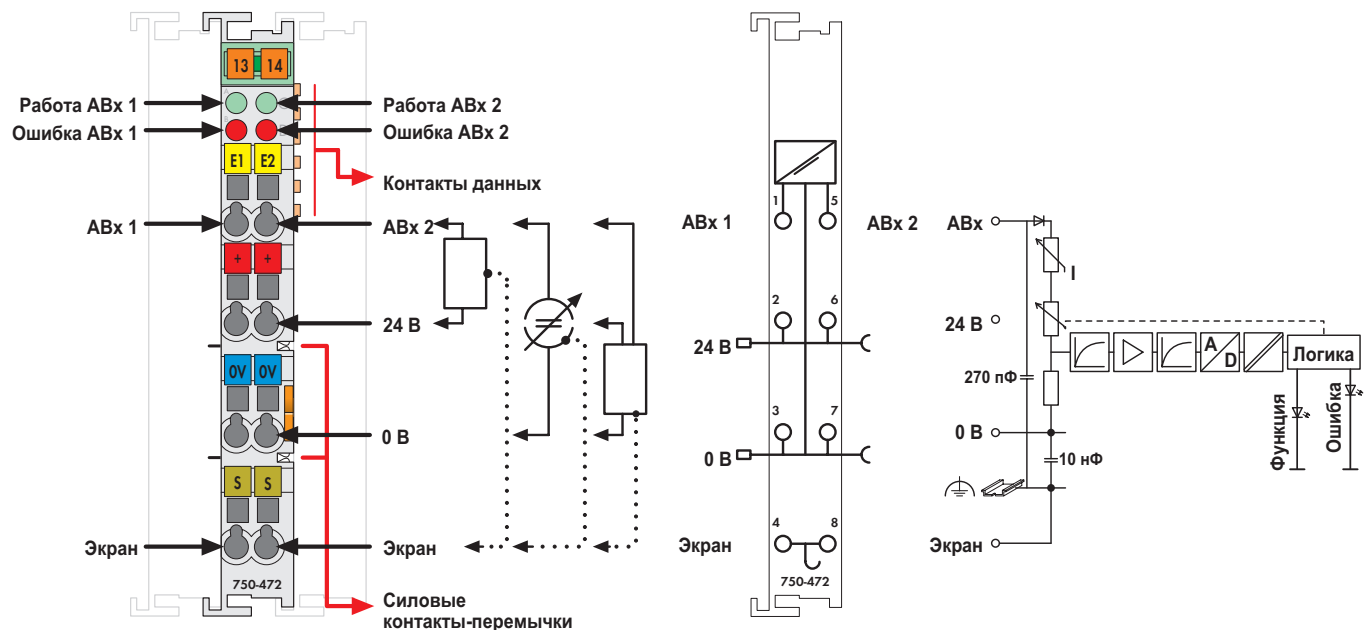 13 14
A C
B D
Работа АВх 1
Работа АВх 2
Ошибка АВх 1
Ошибка АВх 2
E1 E2
Контакты данных
АВх 1
АВх 2
+ +
24 В
0V 0V
0 В
S S
Экран
Экран
750-472
Силовые
контакты-перемычки
1 5
АВх 1
АВх 2
2 6
24 В
3 7
0 В
4 8
Экран
750-472
АВх
I
24 В
A
D
Логика
270 пФ
Функция
Ошибка
0 В
10 нФ
Экран